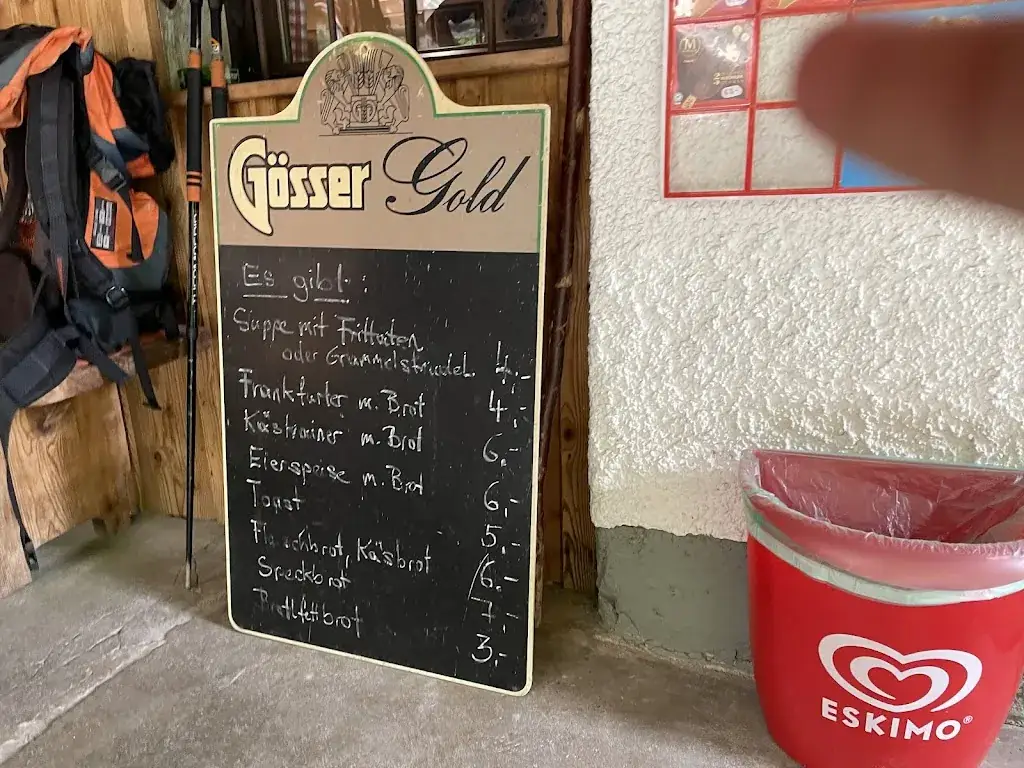 Gösser Gold
Es gibt:
Suppe mit Frittaten
oder Grammelstrudel 4,-
Frankfurter m. Brot 4,-
Käskrainer m. Brot 6,-
Eierspeise m. Brot 6,-
Toast 5,-
Fleischbrot, Käsbrot 6,-
Speckbrot 7,-
Bratlfettbrot 3,-
ESKIMO®